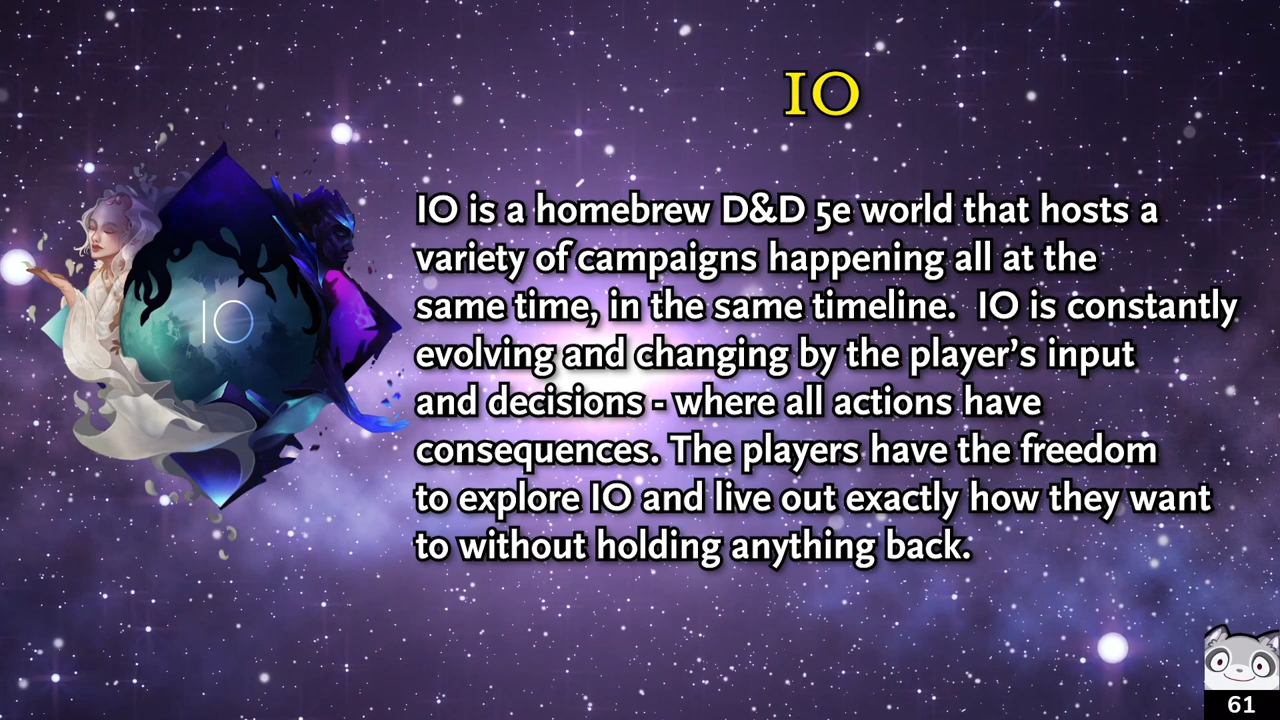 IO
IO
IO is a homebrew D&D 5e world that hosts a
variety of campaigns happening all at the
same time, in the same timeline.  IO is constantly
evolving and changing by the player’s input
and decisions - where all actions have
consequences. The players have the freedom
to explore IO and live out exactly how they want
to without holding anything back.
61